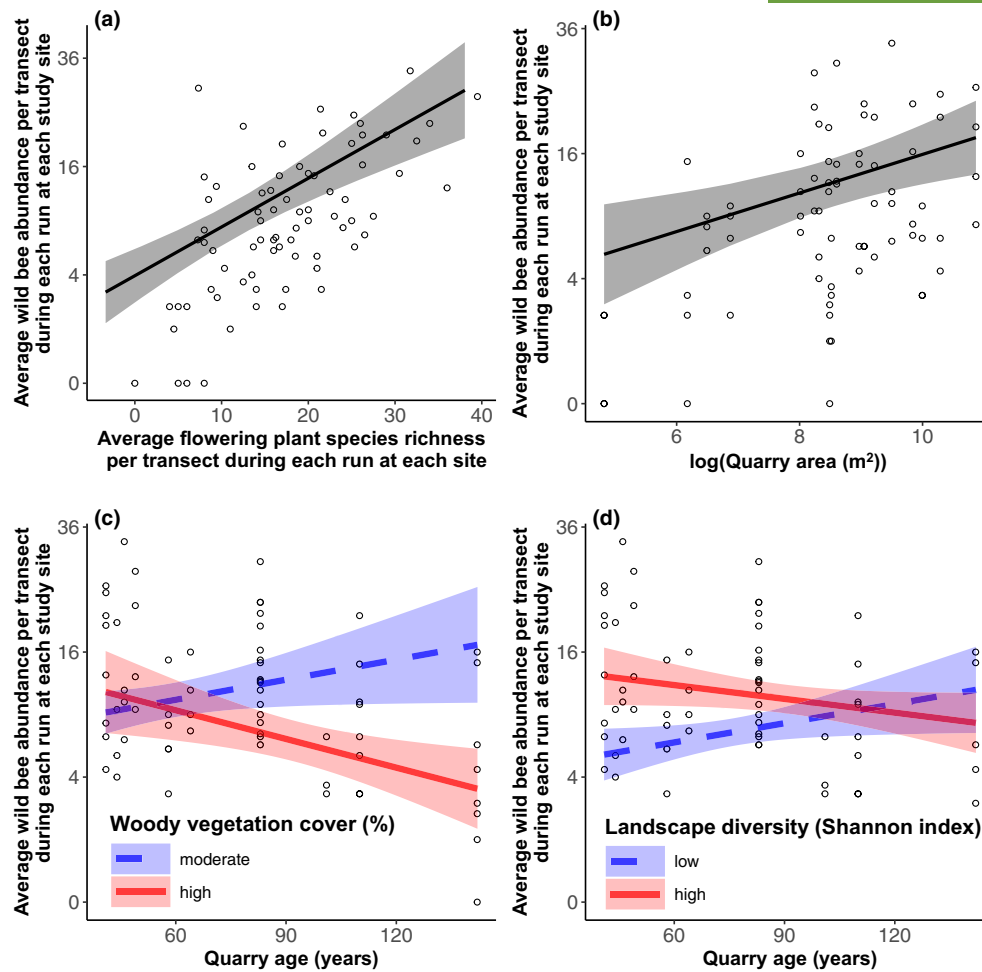 (a)
Average wild bee abundance per transect
during each run at each study site
36
16
4
0
0
10
20
30
40
Average flowering plant species richness
per transect during each run at each site
(b)
Average wild bee abundance per transect
during each run at each study site
36
16
4
0
6
8
10
log(Quarry area (m²))
(c)
Average wild bee abundance per transect
during each run at each study site
36
16
4
0
Woody vegetation cover (%)
moderate
high
60
90
120
Quarry age (years)
(d)
Average wild bee abundance per transect
during each run at each study site
36
16
4
0
Landscape diversity (Shannon index)
low
high
60
90
120
Quarry age (years)